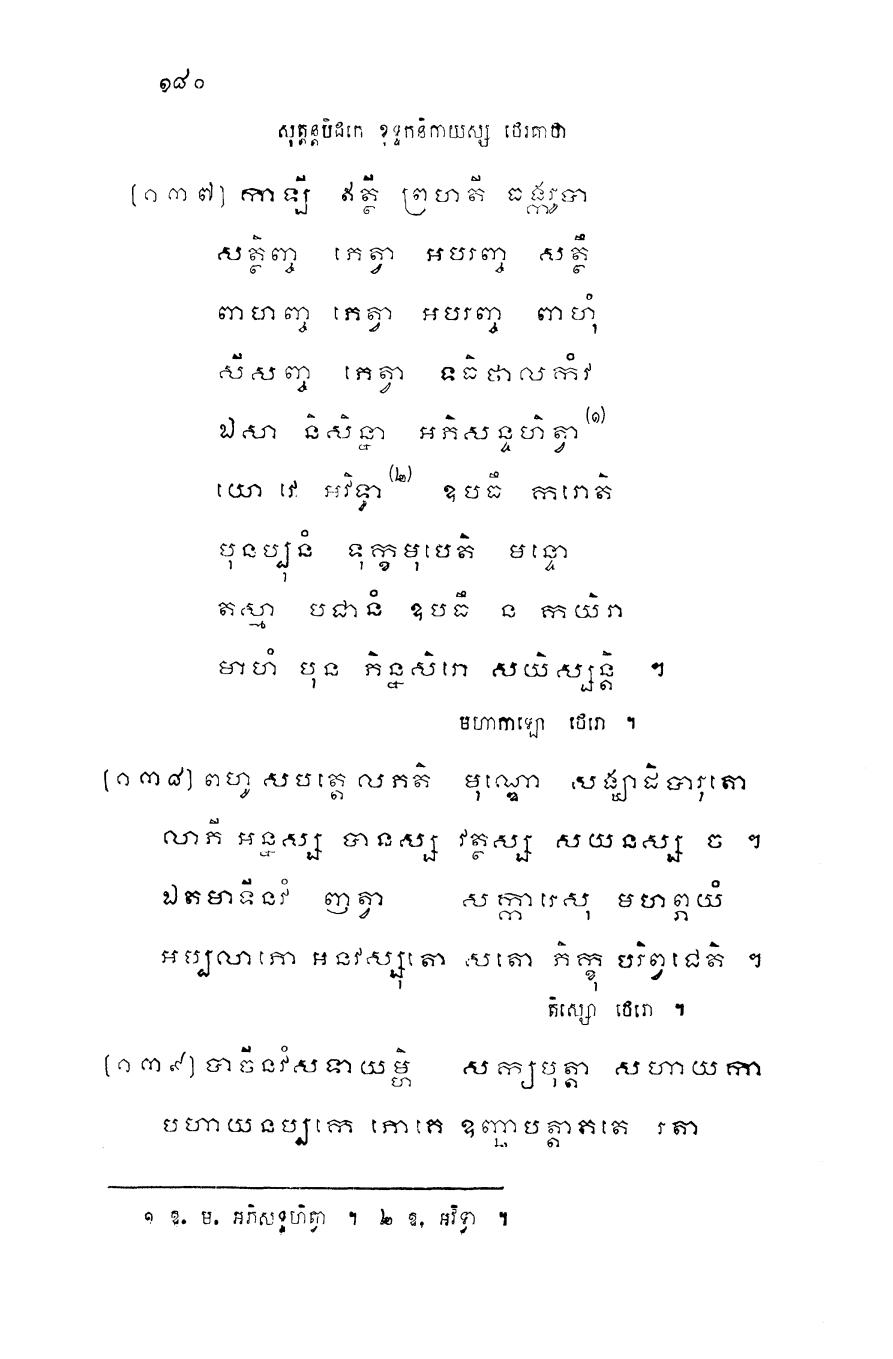 ១៨០
សុត្តន្តបិដកេ ខុទ្ទកនិកាយស្ស ថេរគាថា
[១៣៧] កាឡី ឥត្ថី ព្រហតី ធង្ករូបា
សត្ថិញ្ច ភេត្វា អបរញ្ច សត្ថឹ
ពាហញ្ច ភេត្វា អបរញ្ច ពាហុំ
សីសញ្ច ភេត្វា ទធិថាលកំវ
ឯសា និសិន្នា អភិសន្ទហិត្វា(១)
យោ វេ អវិទ្វា(២) ឧបធឹ ករោតិ
បុនប្បុនំ ទុក្ខមុបេតិ មន្ទោ
តស្មា បជានំ ឧបធឹ ន កយិរា
មាហំ បុន ភិន្នសិរោ សយិស្សន្តិ ។
មហាកាឡោ ថេរោ ។
[១៣៨] ពហូ សបត្តេ លភតិ មុណ្ឌោ សង្ឃាដិបារុតោ
លាភី អន្នស្ស បានស្ស វត្ថស្ស សយនស្ស ច ។
ឯតមាទីនវំ ញត្វា សក្ការេសុ មហព្ភយំ
អប្បលាភោ អនវស្សុតោ សតោ ភិក្ខុ បរិព្វជេតិ ។
តិស្សោ ថេរោ ។
[១៣៩] បាចីនវំសទាយម្ហិ សក្យបុត្តា សហាយកា
បហាយនប្បកេ ភោគេ ឧញ្ឆាបត្តាគតេ រតា
១ ឱ. ម. អភិសទ្ទហិត្វា ។ ២ ឱ. អវិទ្វា ។